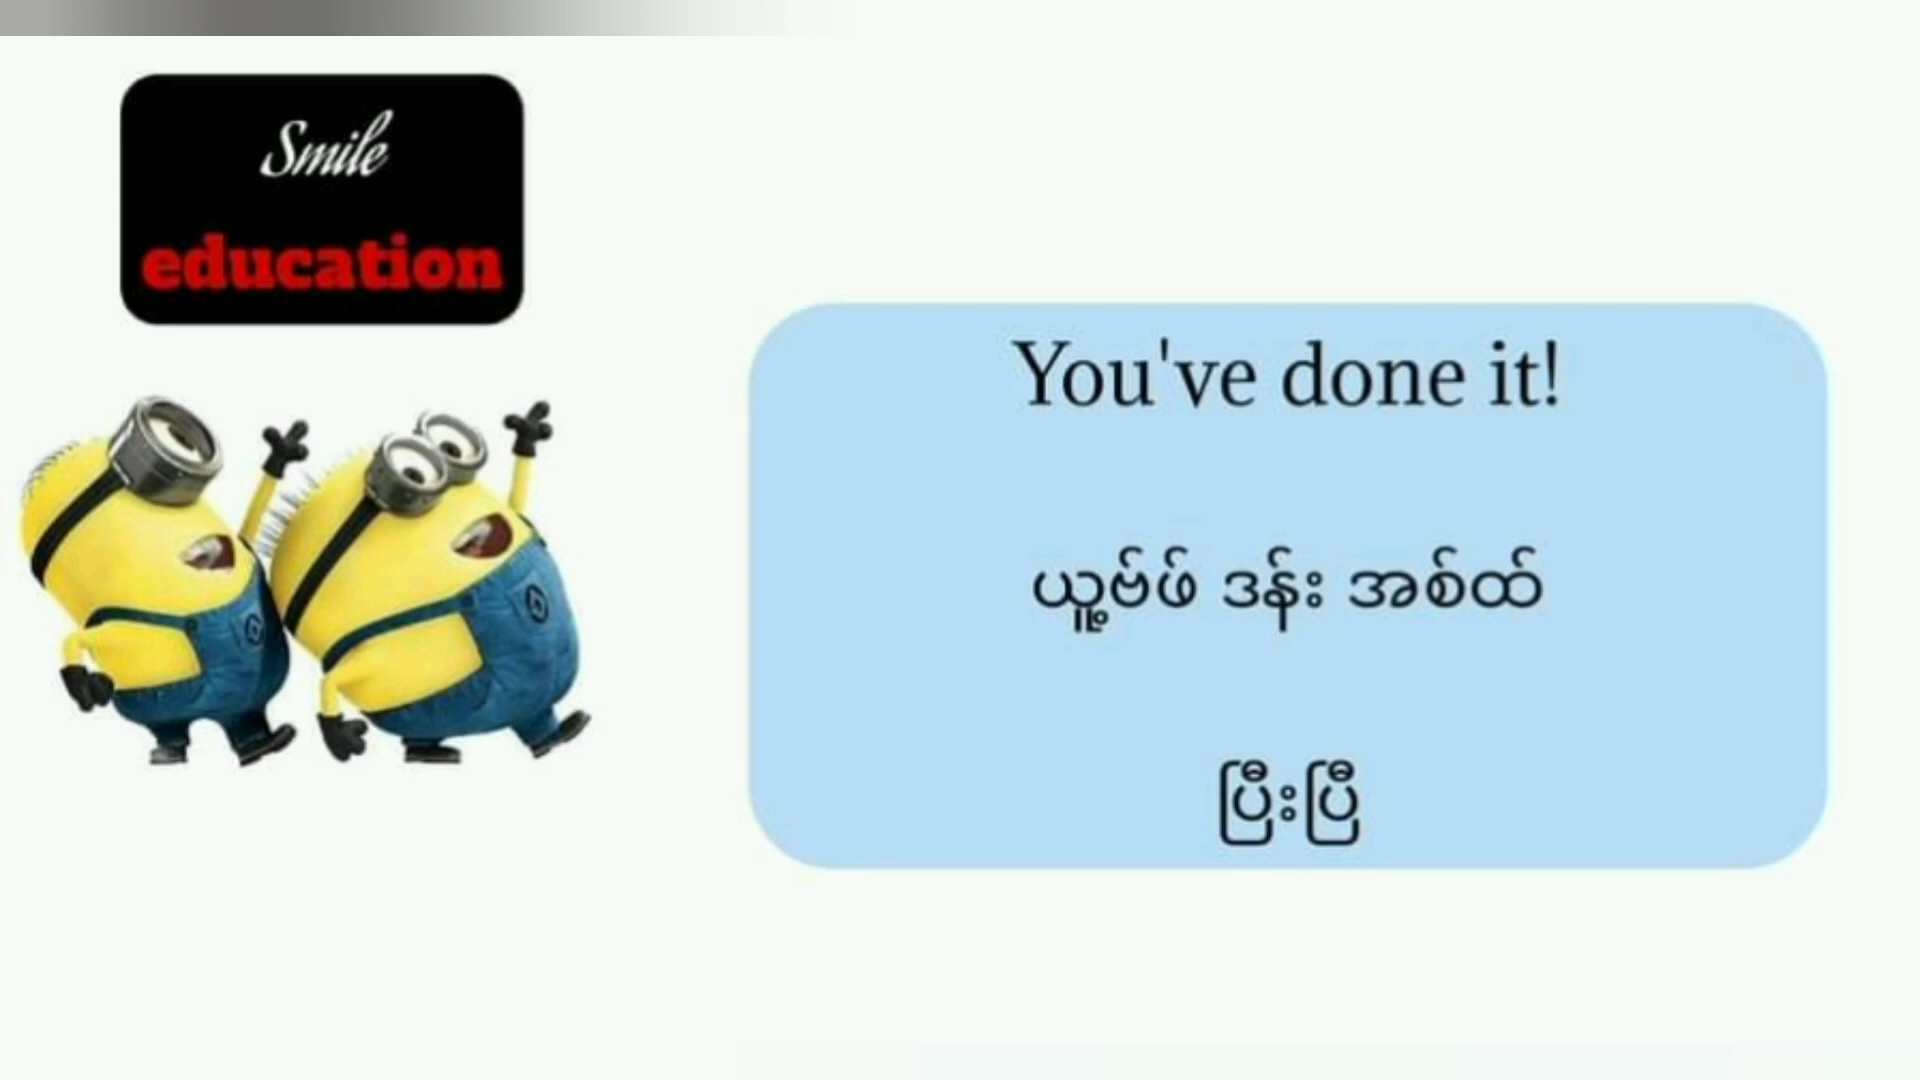 Smile
education
You've done it!
ယူ့ဗ်ဖ် ဒန်း အစ်ထ်
ပြီးပြီ